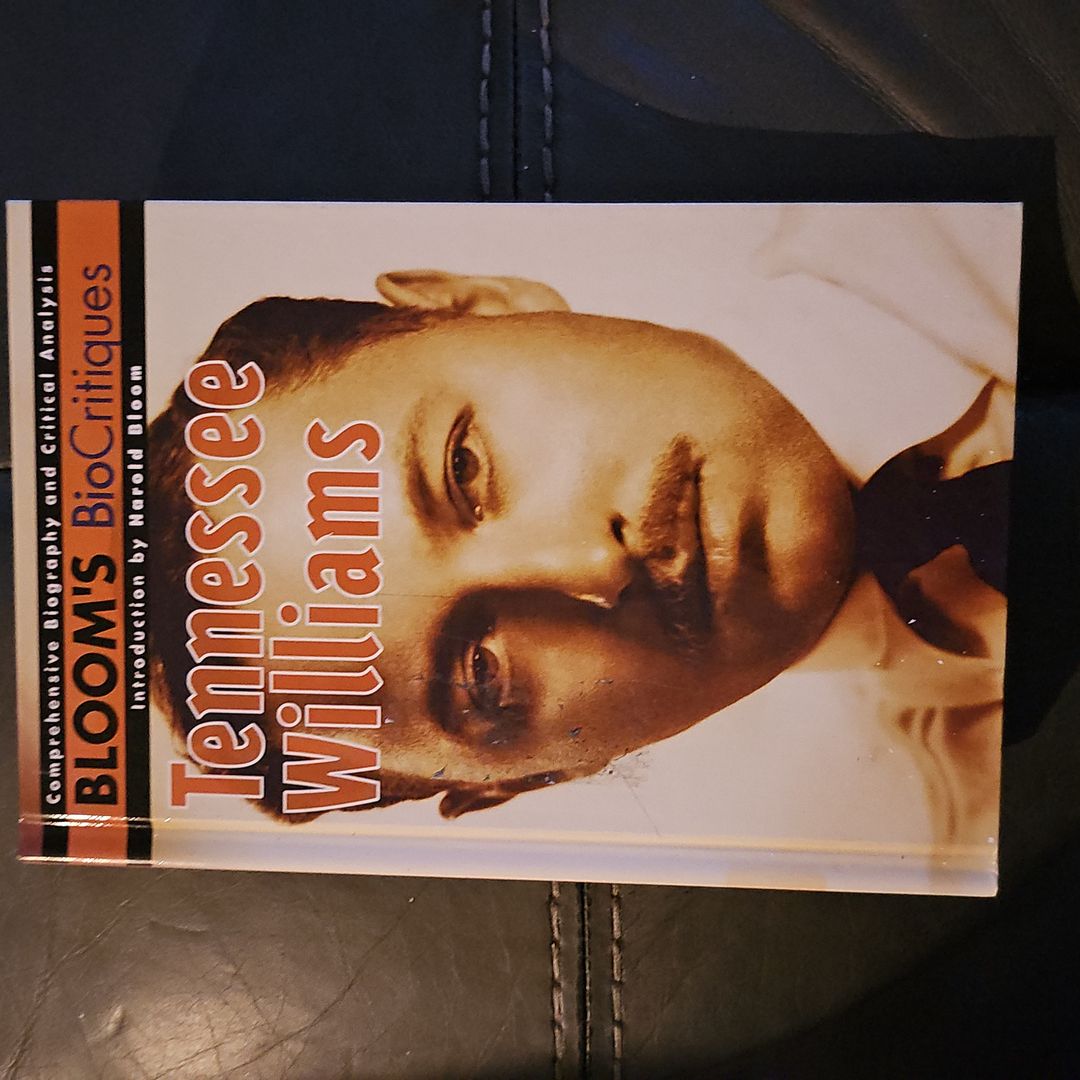 Comprehensive Biography and Critical Analysis
BLOOM'S BioCritiques
Introduction by Harold Bloom
Tennessee
Williams